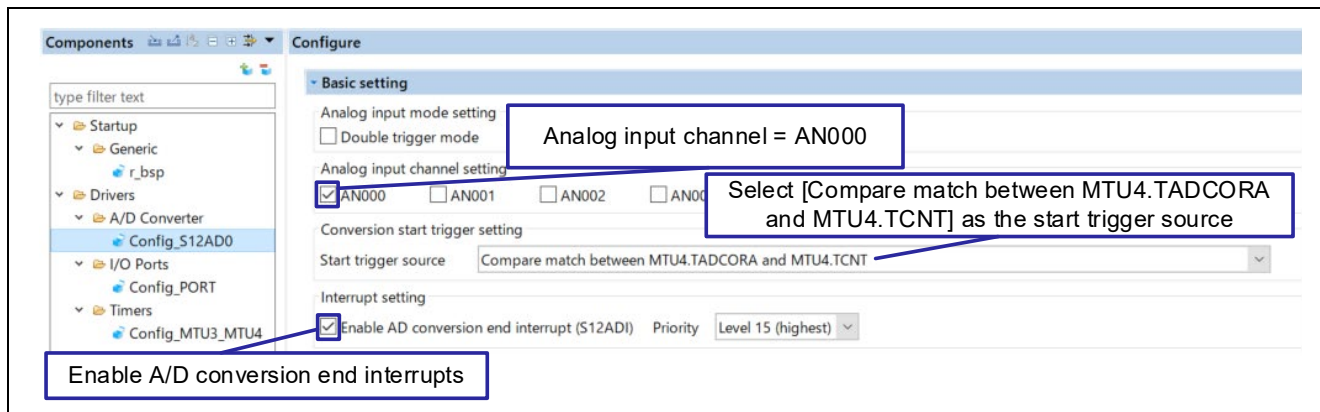 Components
Configure
type filter text
Startup
Generic
r_bsp
Drivers
A/D Converter
Config_S12AD0
I/O Ports
Config_PORT
Timers
Config_MTU3_MTU4
Basic setting
Analog input mode setting
Double trigger mode
Analog input channel = AN000
Analog input channel setting
AN000 AN001 AN002
Select [Compare match between MTU4.TADCORA
and MTU4.TCNT] as the start trigger source
Conversion start trigger setting
Start trigger source Compare match between MTU4.TADCORA and MTU4.TCNT
Interrupt setting
Enable AD conversion end interrupt (S12ADI) Priority Level 15 (highest)
Enable A/D conversion end interrupts